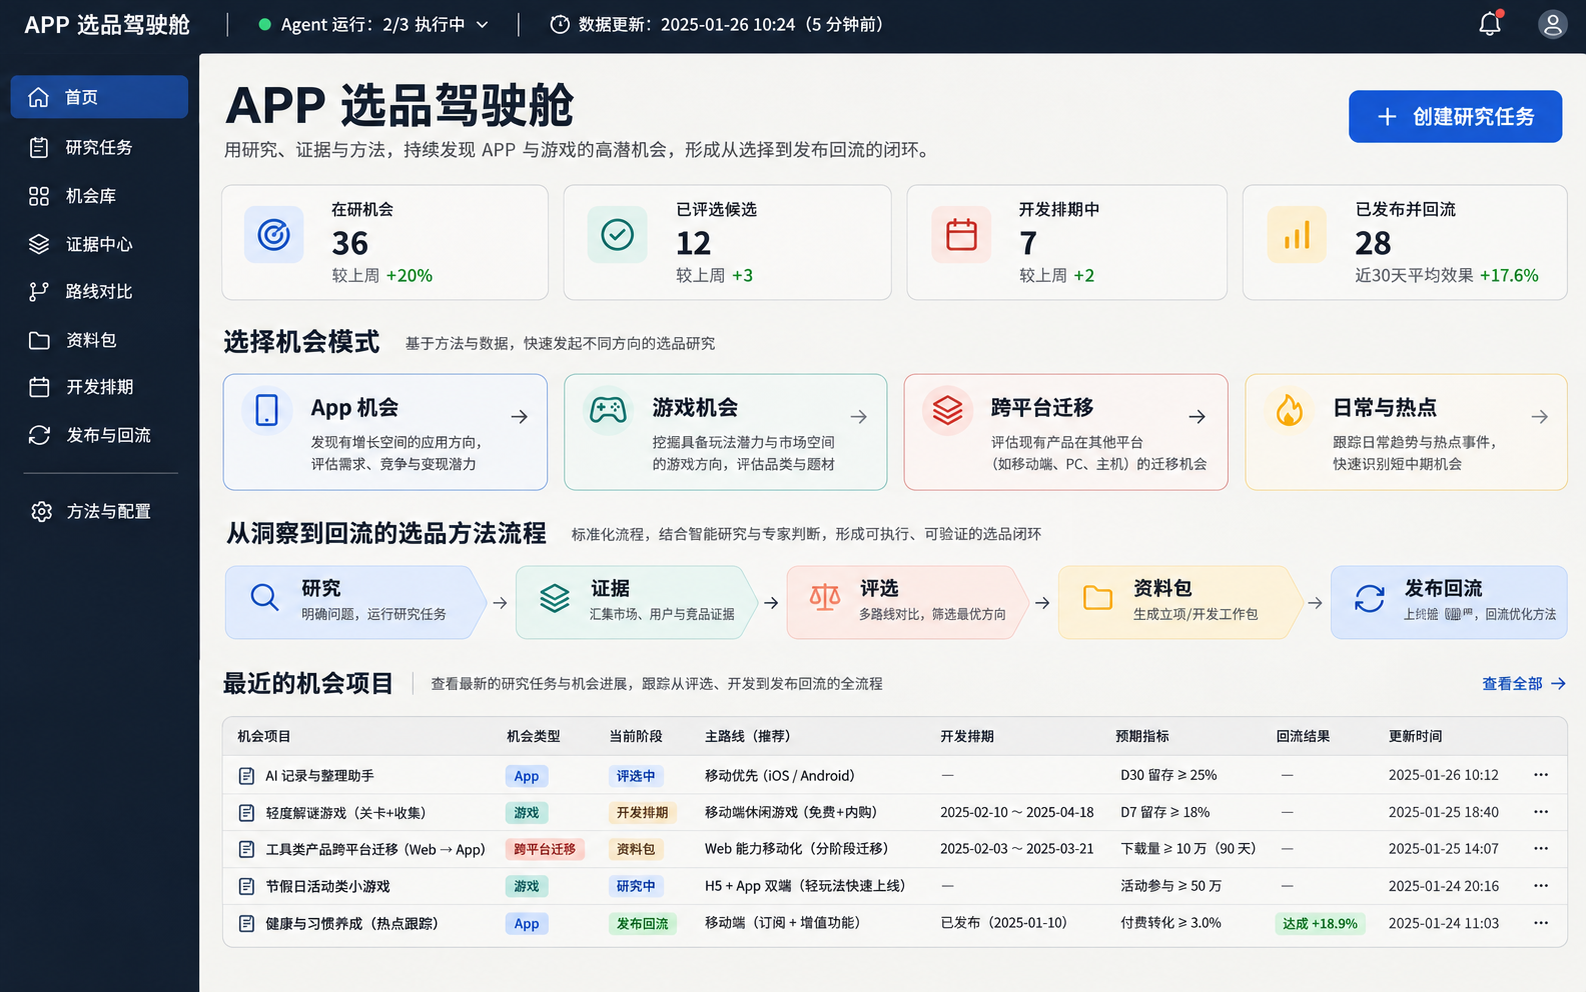 APP 选品驾驶舱
Agent 运行：2/3 执行中
数据更新：2025-01-26 10:24（5 分钟前）
首页
研究任务
机会库
证据中心
路线对比
资料包
开发排期
发布与回流
方法与配置
APP 选品驾驶舱
用研究、证据与方法，持续发现 APP 与游戏的高潜机会，形成从选择到发布回流的闭环。
创建研究任务
在研机会
36
较上周 +20%
已评选候选
12
较上周 +3
开发排期中
7
较上周 +2
已发布并回流
28
近30天平均效果 +17.6%
选择机会模式 基于方法与数据，快速发起不同方向的选品研究
App 机会
发现有增长空间的应用方向，
评估需求、竞争与变现潜力
游戏机会
挖掘具备玩法潜力与市场空间
的游戏方向，评估品类与题材
跨平台迁移
评估现有产品在其他平台
（如移动端、PC、主机）的迁移机会
日常与热点
跟踪日常趋势与热点事件，
快速识别短中期机会
从洞察到回流的选品方法流程 标准化流程，结合智能研究与专家判断，形成可执行、可验证的选品闭环
研究
明确问题，运行研究任务
证据
汇集市场、用户与竞品证据
评选
多路线对比，筛选最优方向
资料包
生成立项/开发工作包
发布回流
上线 ，回流优化方法
最近的机会项目 查看最新的研究任务与机会进展，跟踪从评选、开发到发布回流的全流程
查看全部 →
机会项目 机会类型 当前阶段 主路线（推荐） 开发排期 预期指标 回流结果 更新时间
AI 记录与整理助手 App 评选中 移动优先（iOS / Android） — D30 留存 ≥ 25% — 2025-01-26 10:12 ···
轻度解谜游戏（关卡+收集） 游戏 开发排期 移动端休闲游戏（免费+内购） 2025-02-10 ～ 2025-04-18 D7 留存 ≥ 18% — 2025-01-25 18:40 ···
工具类产品跨平台迁移（Web → App） 跨平台迁移 资料包 Web 能力移动化（分阶段迁移） 2025-02-03 ～ 2025-03-21 下载量 ≥ 10 万（90 天） — 2025-01-25 14:07 ···
节假日活动类小游戏 游戏 研究中 H5 + App 双端（轻玩法快速上线） — 活动参与 ≥ 50 万 — 2025-01-24 20:16 ···
健康与习惯养成（热点跟踪） App 发布回流 移动端（订阅 + 增值功能） 已发布（2025-01-10） 付费转化 ≥ 3.0% 达成 +18.9% 2025-01-24 11:03 ···